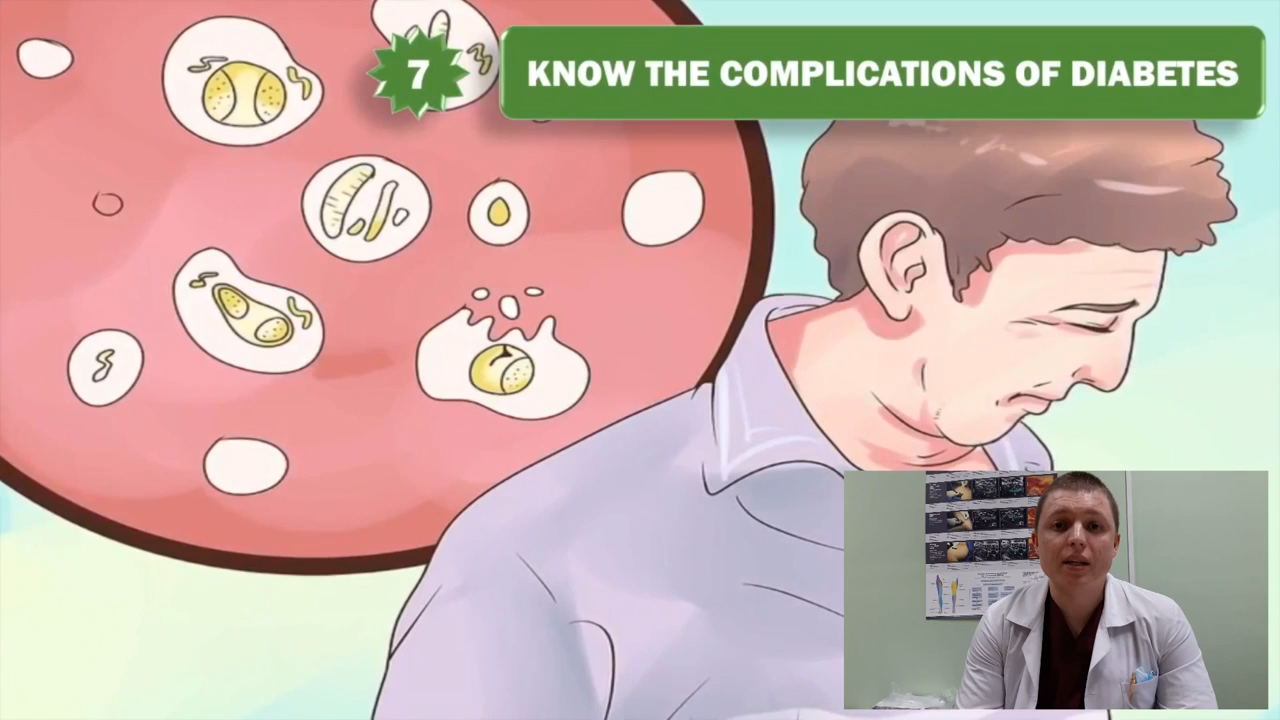 7
KNOW THE COMPLICATIONS OF DIABETES